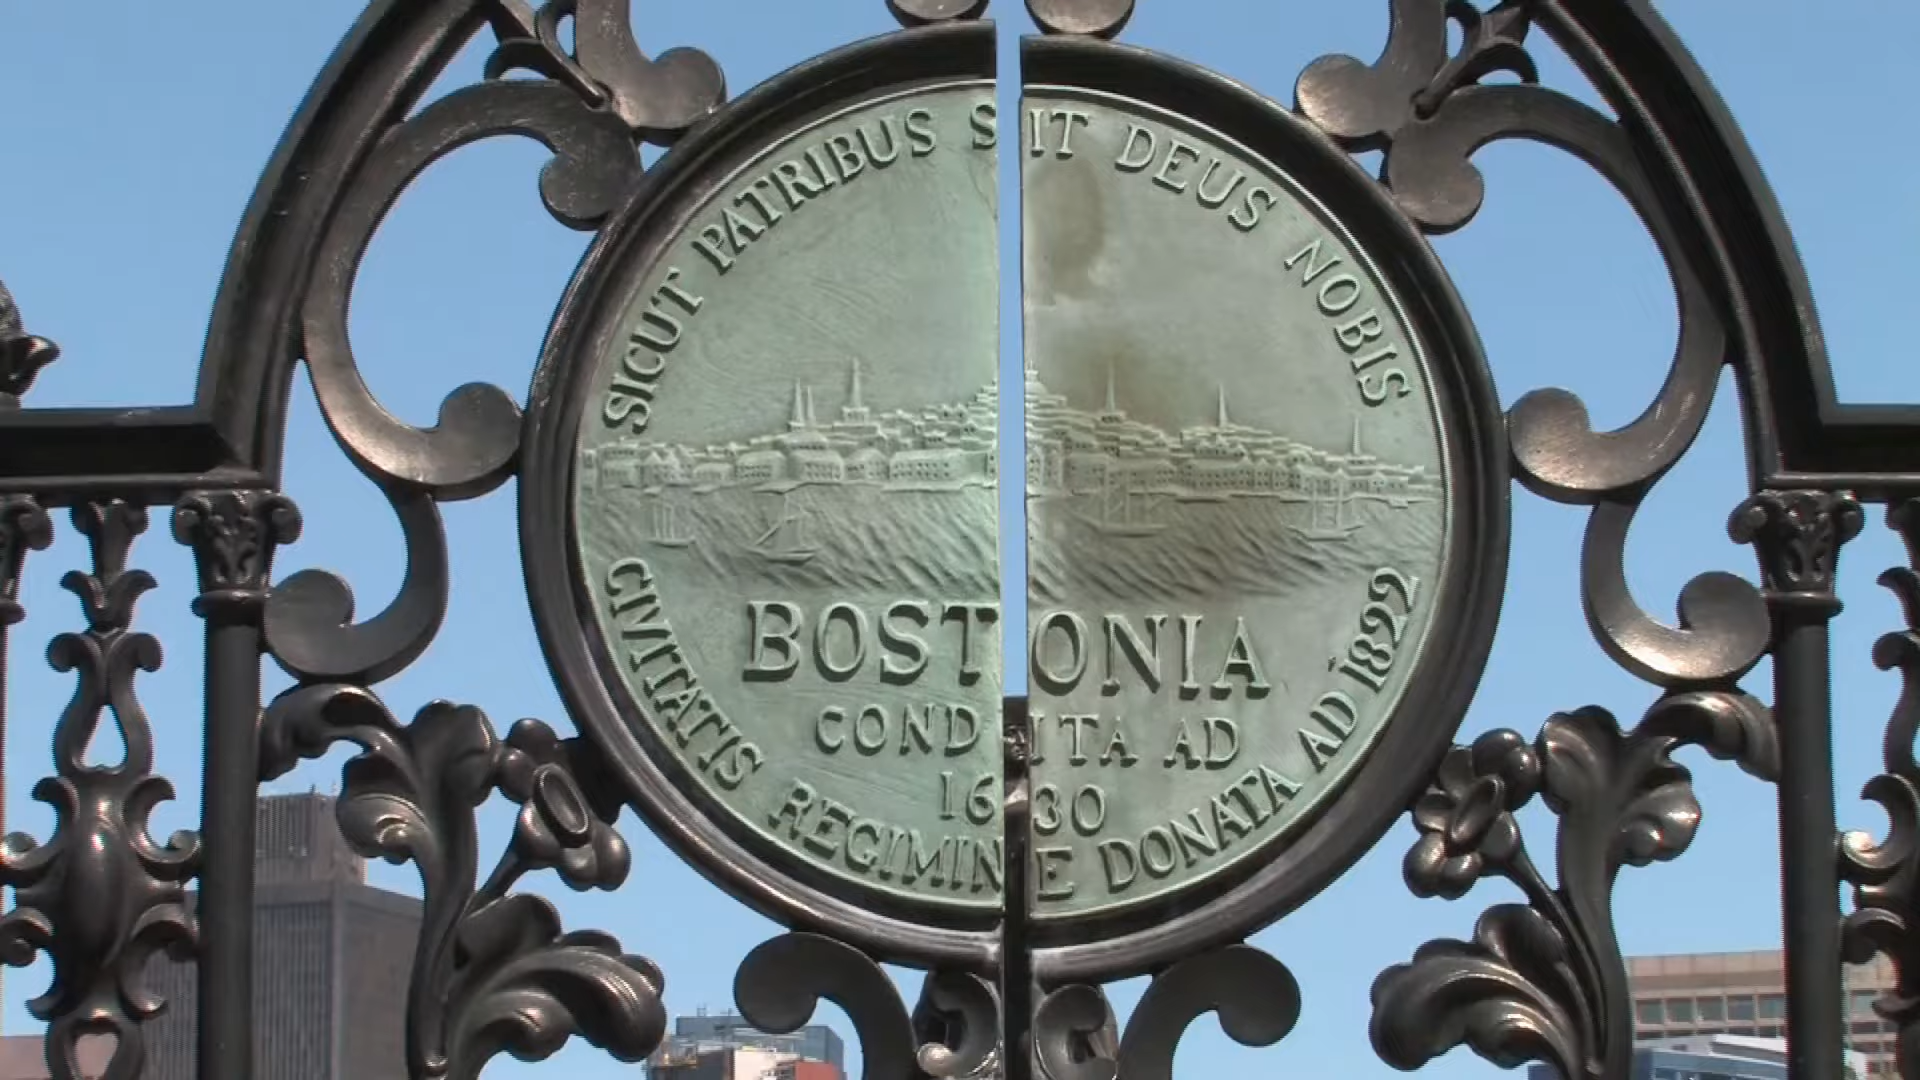 SICUT PATRIBUS SIT DEUS NOBIS
BOSTONIA
CONDITA AD
1630
CIVITATIS REGIMINE DONATA AD 1822